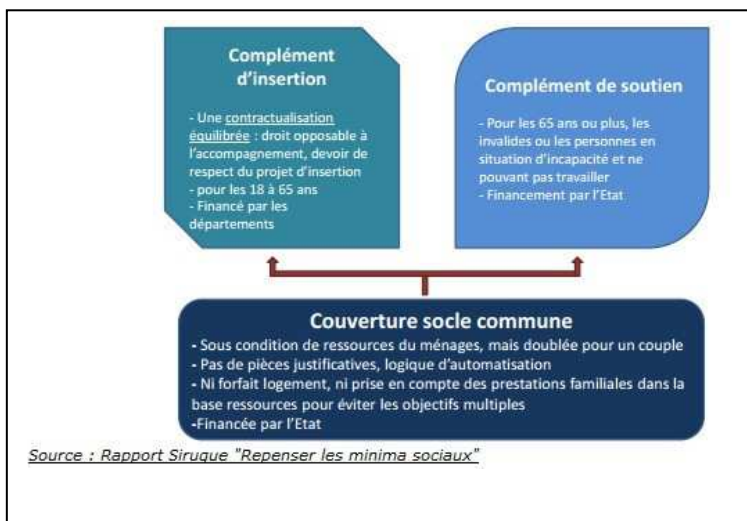 Complément
d'insertion
- Une contractualisation
équilibrée : droit opposable à
l'accompagnement, devoir de
respect du projet d'insertion
- pour les 18 à 65 ans
- Financé par les
départements
Complément de soutien
- Pour les 65 ans ou plus, les
invalides ou les personnes en
situation d'incapacité et ne
pouvant pas travailler
- Financement par l'Etat
Couverture socle commune
- Sous condition de ressources du ménages, mais doublée pour un couple
- Pas de pièces justificatives, logique d'automatisation
- Ni forfait logement, ni prise en compte des prestations familiales dans la
base ressources pour éviter les objectifs multiples
-Financée par l'Etat
Source : Rapport Sirugue "Repenser les minima sociaux"